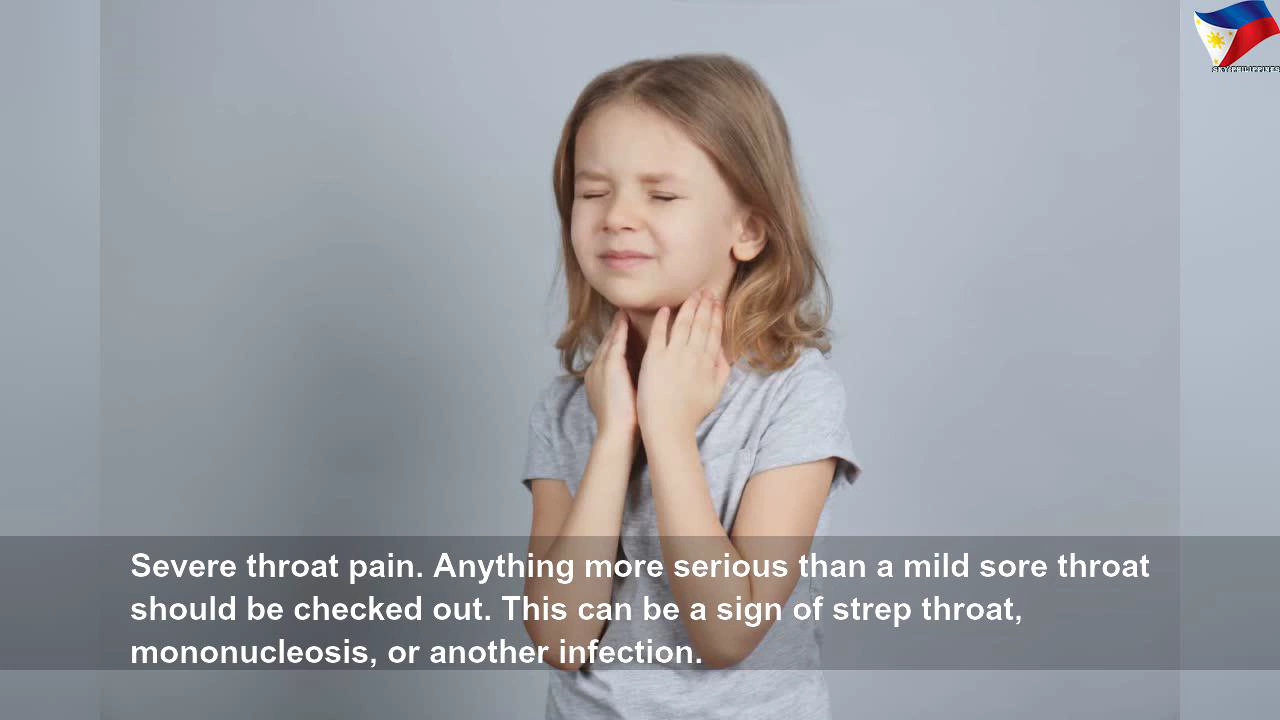 SKYPHILIPPINES
Severe throat pain. Anything more serious than a mild sore throat
should be checked out. This can be a sign of strep throat,
mononucleosis, or another infection.